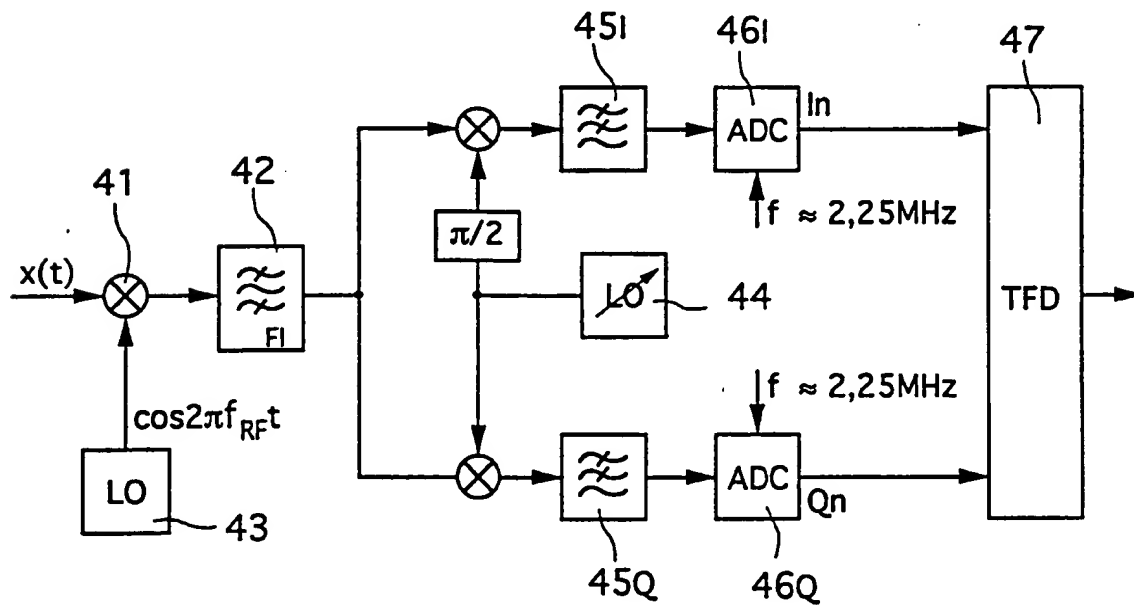 45I
46I
47
In
ADC
41
42
f ≈ 2,25MHz
π/2
x(t)
LO
44
TFD
FI
f ≈ 2,25MHz
cos2πf_RFt
LO
ADC
43
Qn
45Q
46Q